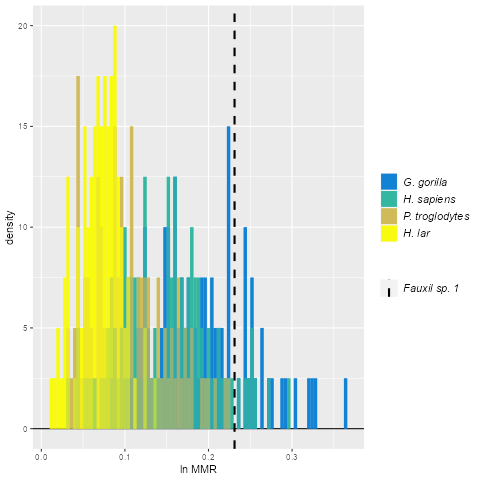 20
15
10
5
0
density
0.0 0.1 0.2 0.3
ln MMR
G. gorilla
H. sapiens
P. troglodytes
H. lar
Fauxil sp. 1